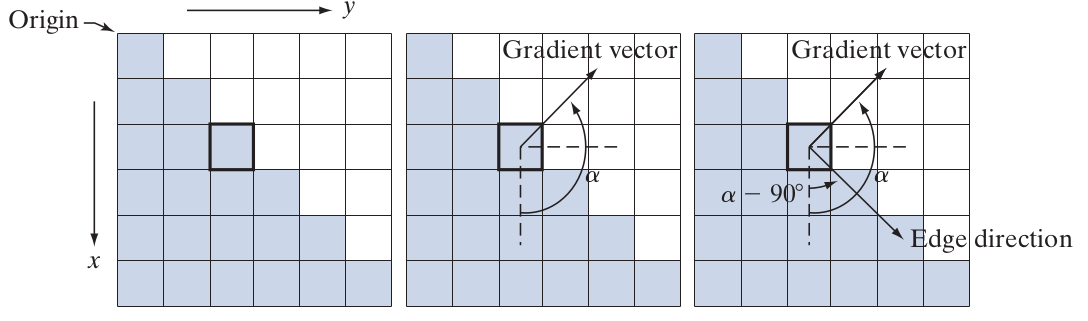 Origin
y
x
Gradient vector
α
Gradient vector
α
α − 90°
Edge direction